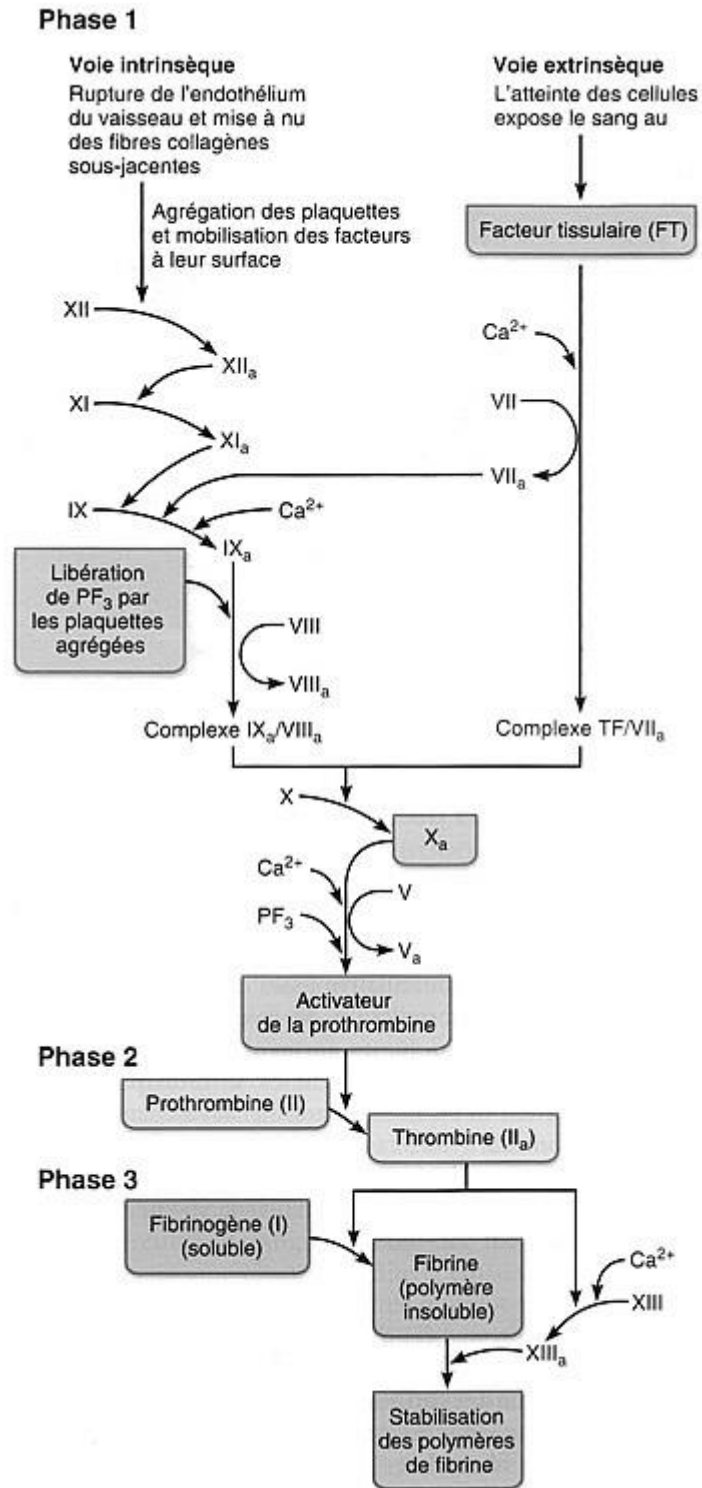 Phase 1
Voie intrinsèque
Rupture de l'endothélium
du vaisseau et mise à nu
des fibres collagènes
sous-jacentes
Voie extrinsèque
L'atteinte des cellules
expose le sang au
Agrégation des plaquettes
et mobilisation des facteurs
à leur surface
Facteur tissulaire (FT)
XII
XIIa
XI
XIa
Ca2+
VII
VIIa
IX
Ca2+
IXa
Libération
de PF3 par
les plaquettes
agrégées
VIII
VIIIa
Complexe IXa/VIIIa
Complexe TF/VIIa
X
Xa
Ca2+
V
PF3
Va
Activateur
de la prothrombine
Phase 2
Prothrombine (II)
Thrombine (IIa)
Phase 3
Fibrinogène (I)
(soluble)
Fibrine
(polymère
insoluble)
Ca2+
XIII
XIIIa
Stabilisation
des polymères
de fibrine